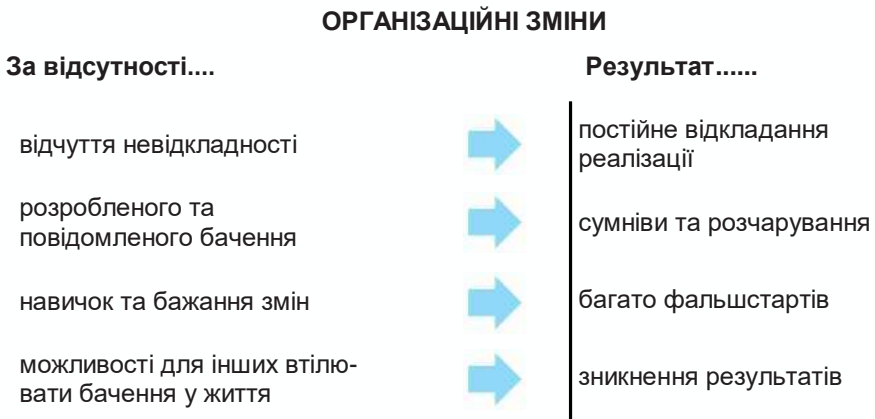 ОРГАНІЗАЦІЙНІ ЗМІНИ
За відсутності....
Результат......
відчуття невідкладності
постійне відкладання
реалізації
розробленого та
повідомленого бачення
сумніви та розчарування
навичок та бажання змін
багато фальшстартів
можливості для інших втілю-
вати бачення у життя
зникнення результатів